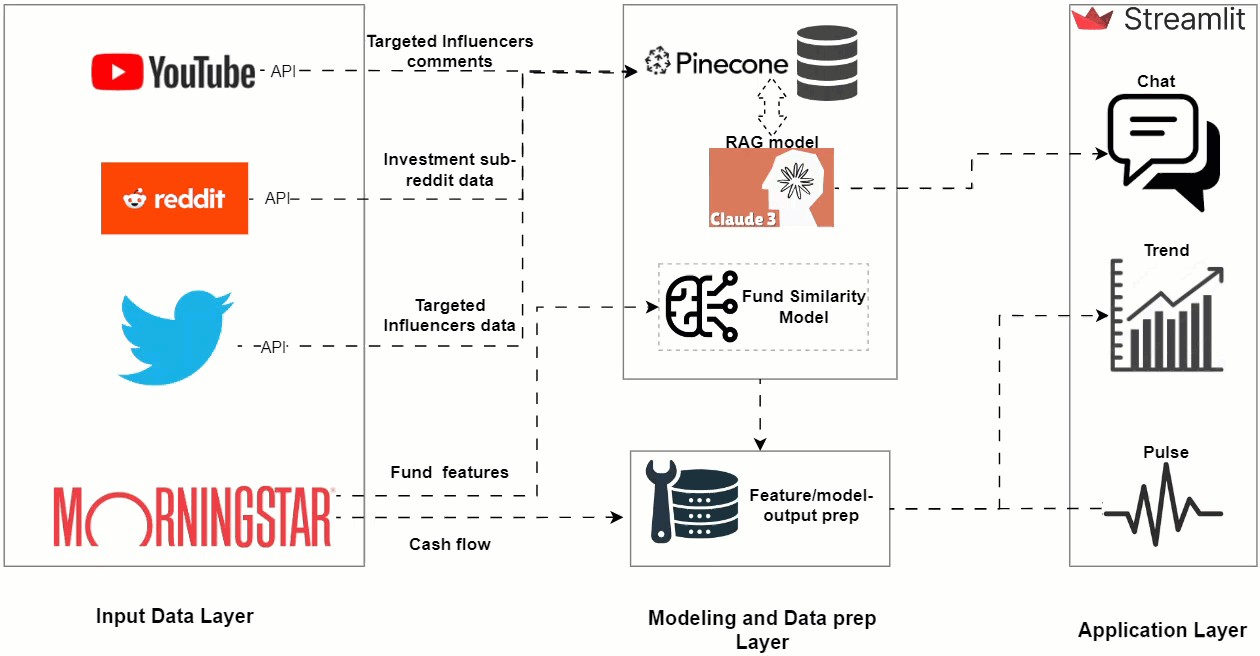 YouTube
API
Targeted Influencers
comments
reddit
API
Investment sub-
reddit data
API
Targeted
Influencers data
MORNINGSTAR
Fund features
Cash flow
Input Data Layer
Pinecone
RAG model
Claude 3
Fund Similarity
Model
Feature/model-
output prep
Modeling and Data prep
Layer
Streamlit
Chat
Trend
Pulse
Application Layer